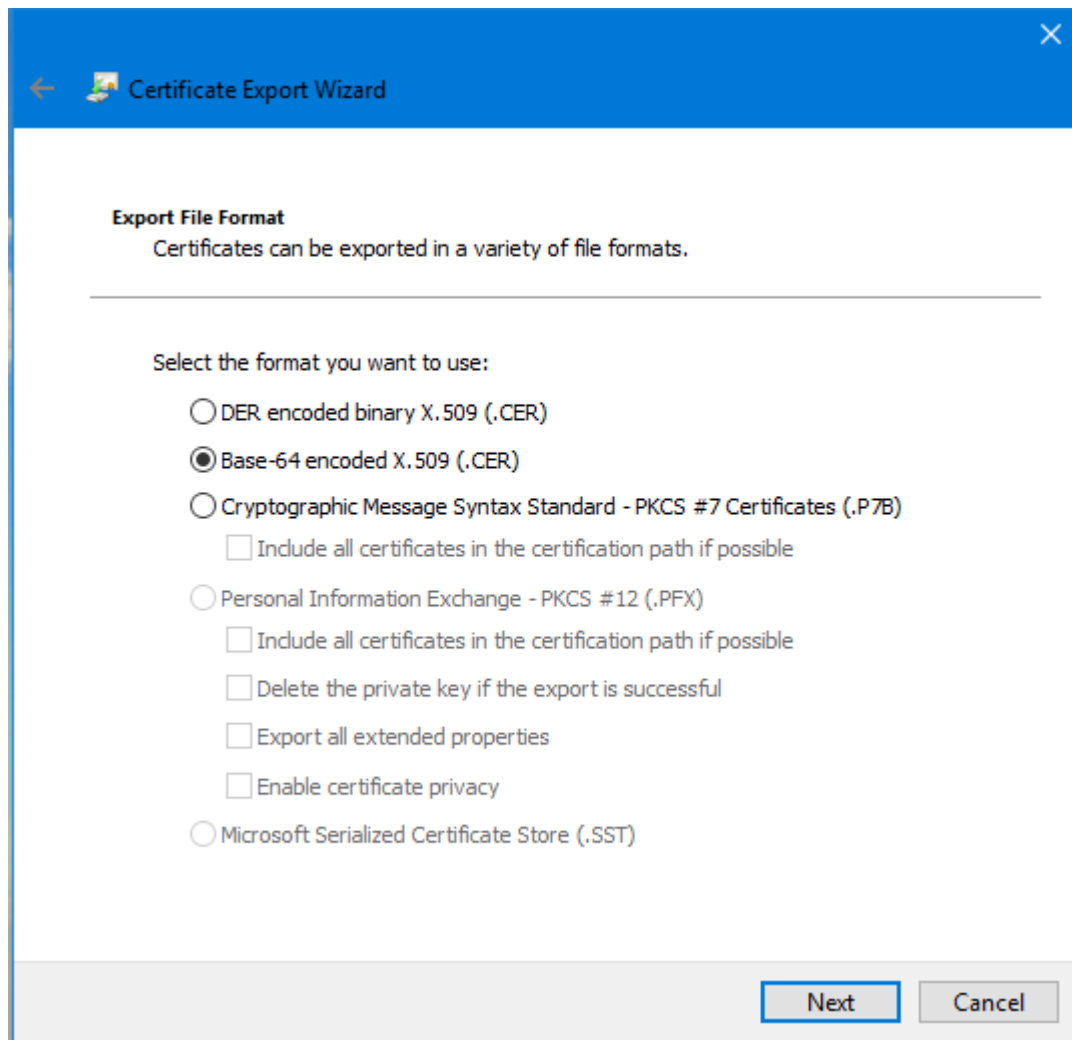 Certificate Export Wizard
Export File Format
Certificates can be exported in a variety of file formats.
Select the format you want to use:
DER encoded binary X.509 (.CER)
Base-64 encoded X.509 (.CER)
Cryptographic Message Syntax Standard - PKCS #7 Certificates (.P7B)
Include all certificates in the certification path if possible
Personal Information Exchange - PKCS #12 (.PFX)
Include all certificates in the certification path if possible
Delete the private key if the export is successful
Export all extended properties
Enable certificate privacy
Microsoft Serialized Certificate Store (.SST)
Next Cancel